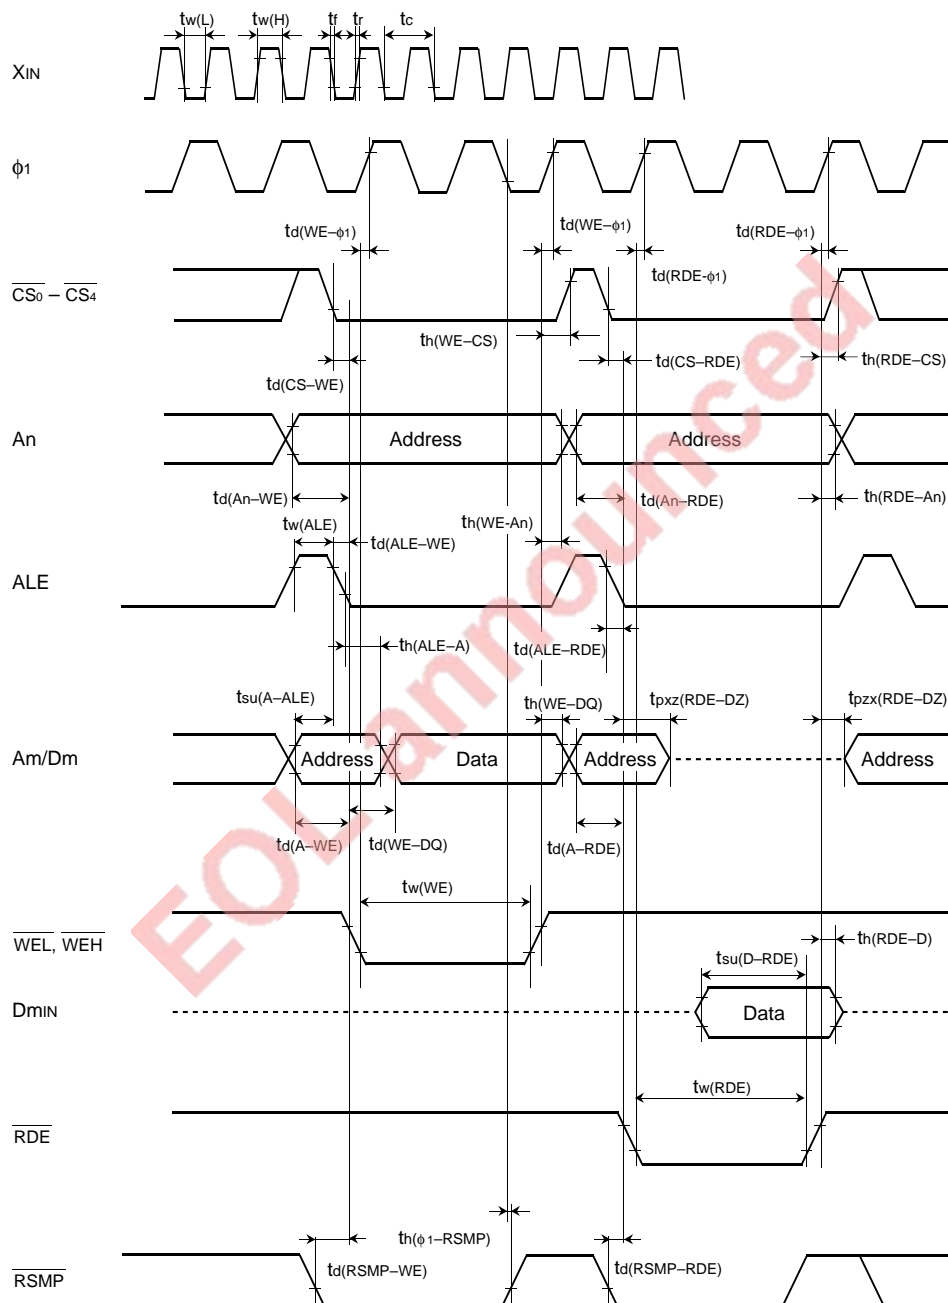 tw(L) tw(H) tf tr tc
XIN
ϕ1
td(WE–ϕ1) td(WE–ϕ1) td(RDE–ϕ1)
td(RDE-ϕ1)
CS0 – CS4
th(WE–CS)
td(CS–WE) td(CS–RDE) th(RDE–CS)
An Address Address
td(An–WE) td(An–RDE) th(RDE–An)
tw(ALE) th(WE-An)
td(ALE–WE)
ALE
th(ALE–A) td(ALE–RDE)
tsu(A–ALE) th(WE–DQ) tpxz(RDE–DZ) tpzx(RDE–DZ)
Am/Dm Address Data Address Address
td(A–WE) td(WE–DQ) td(A–RDE)
tw(WE)
WEL, WEH
th(RDE–D)
tsu(D–RDE)
DmIN Data
tw(RDE)
RDE
th(ϕ1–RSMP)
td(RSMP–WE) td(RSMP–RDE)
RSMP
EOL announced